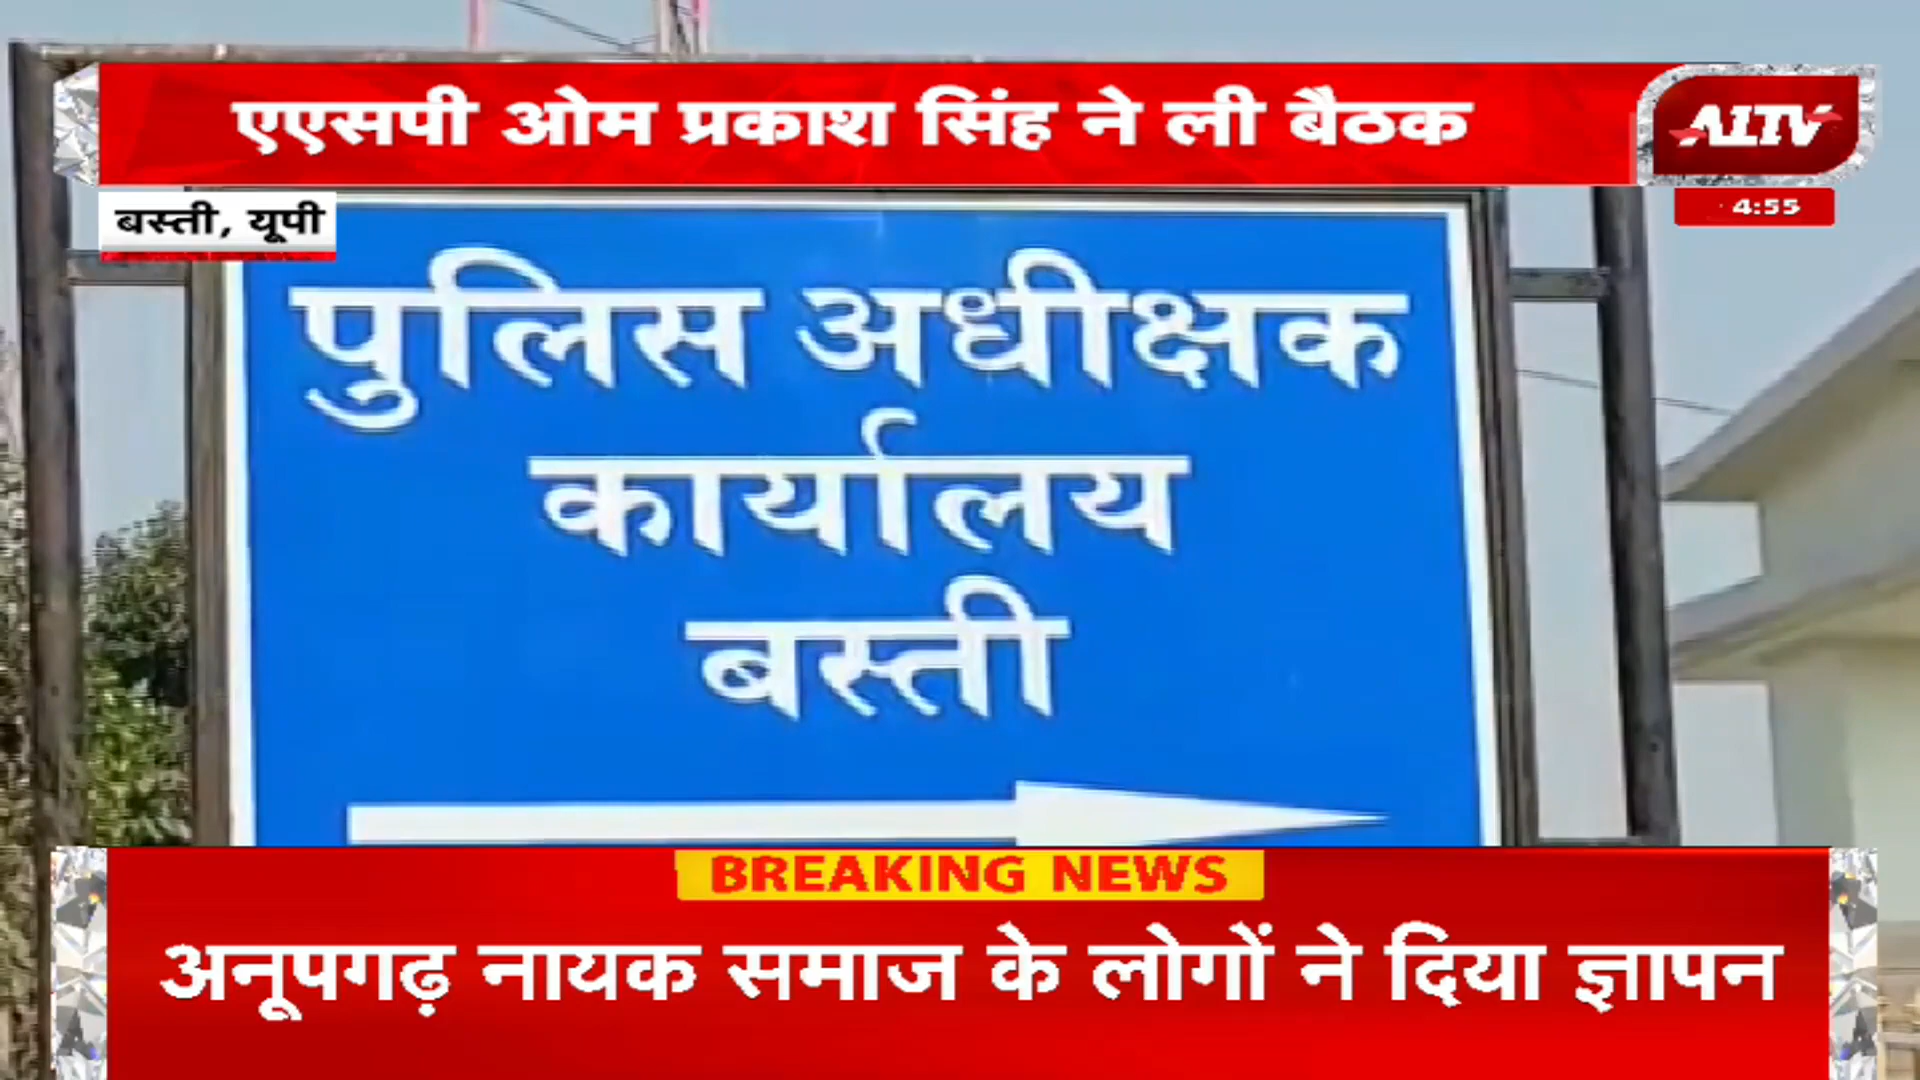 एएसपी ओम प्रकाश सिंह ने ली बैठक
ALTV
4:55
बस्ती, यूपी
पुलिस अधीक्षक
कार्यालय
बस्ती
BREAKING NEWS
अनूपगढ़ नायक समाज के लोगों ने दिया ज्ञापन